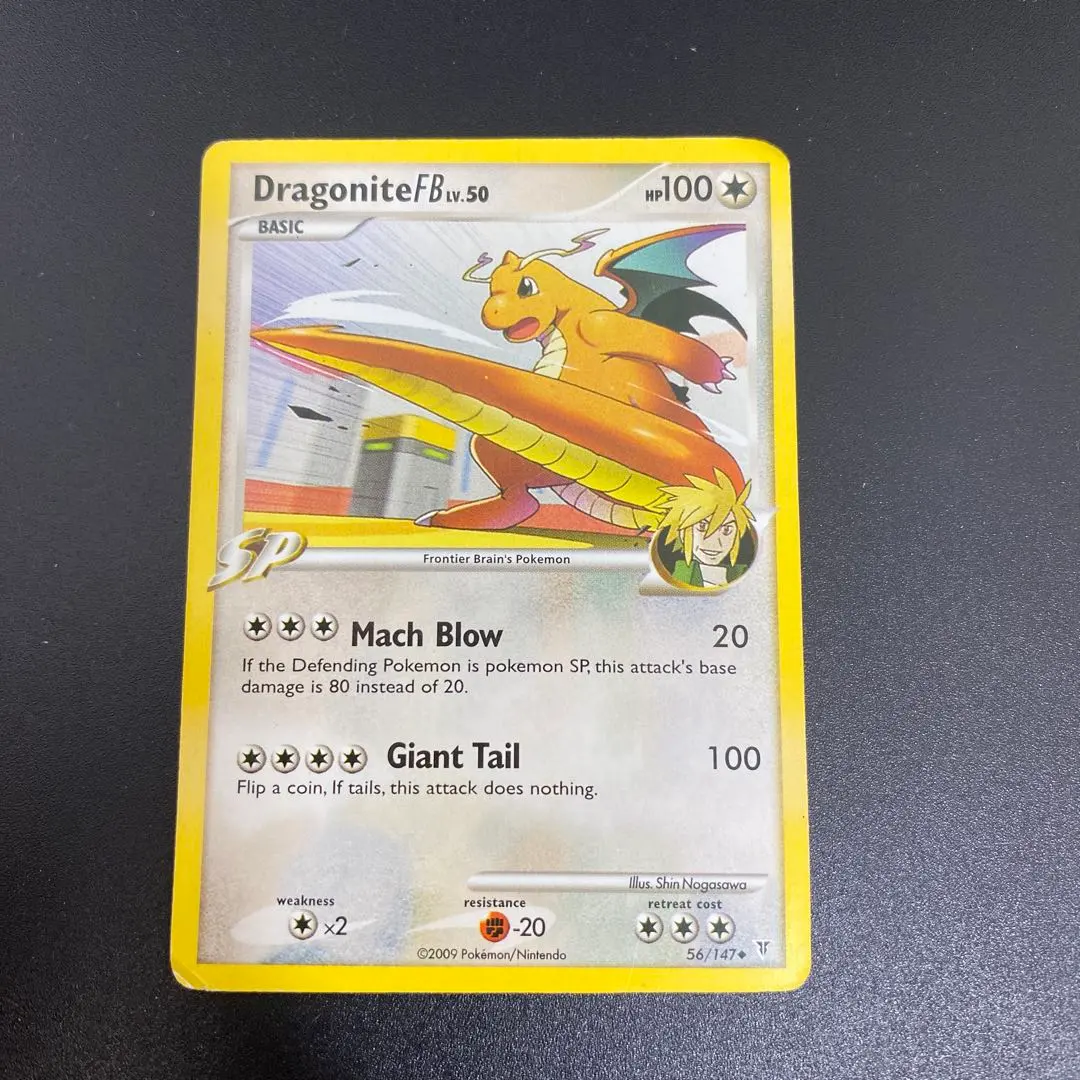 DragoniteFB LV.50 HP100
BASIC
SP
Frontier Brain's Pokemon
Mach Blow 20
If the Defending Pokemon is pokemon SP, this attack's base
damage is 80 instead of 20.
Giant Tail 100
Flip a coin, If tails, this attack does nothing.
Illus. Shin Nogasawa
weakness resistance retreat cost
x2 -20
©2009 Pokémon/Nintendo 56/147